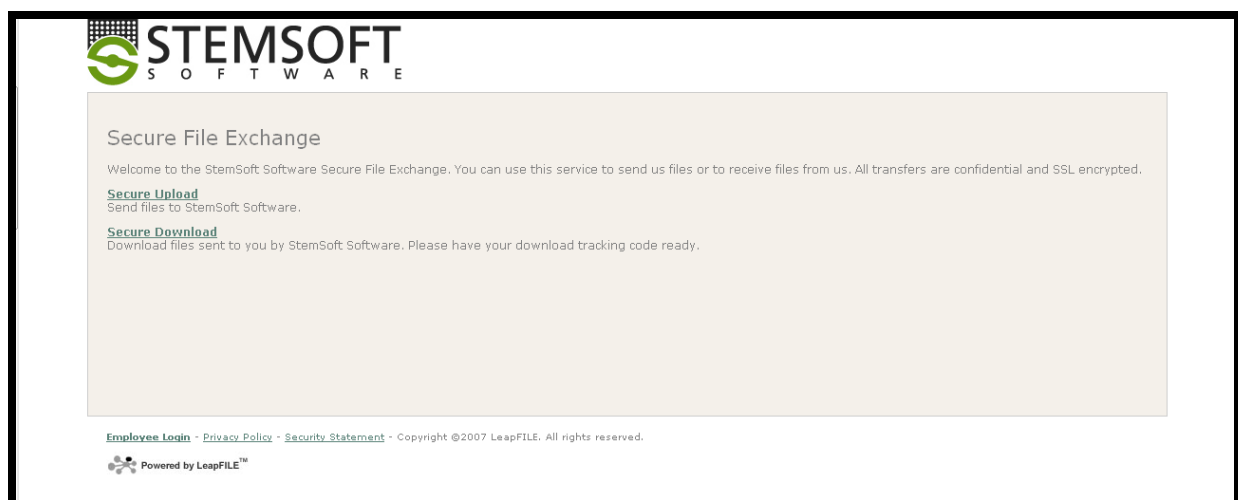 STEMSOFT
SOFTWARE
Secure File Exchange
Welcome to the StemSoft Software Secure File Exchange. You can use this service to send us files or to receive files from us. All transfers are confidential and SSL encrypted.
Secure Upload
Send files to StemSoft Software.
Secure Download
Download files sent to you by StemSoft Software. Please have your download tracking code ready.
Employee Login - Privacy Policy - Security Statement - Copyright ©2007 LeapFILE. All rights reserved.
Powered by LeapFILE™